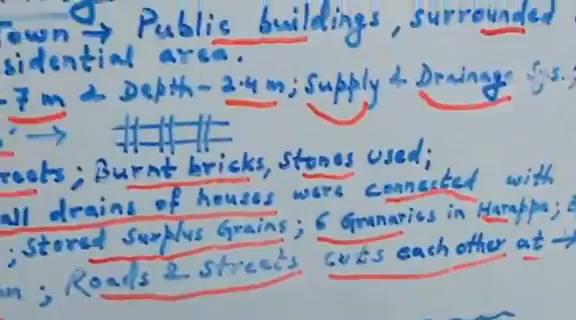 Town → Public buildings, surrounded
sidential area.
- 7 m & Depth - 2.4 m; Supply & Drainage Sys.;
→
reets; Burnt bricks, Stones used;
all drains of houses were connected with
; Stored Surplus Grains; 6 Granaries in Harappa;
; Roads & Streets cuts each other at →